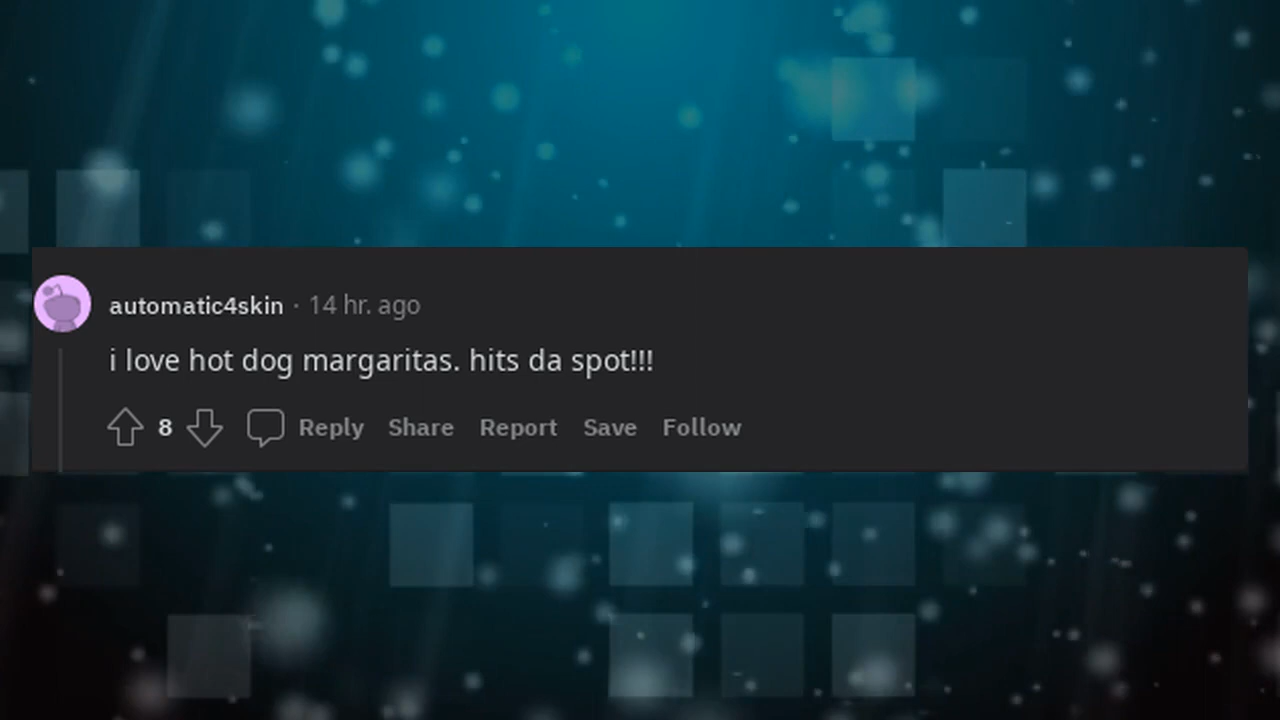 automatic4skin · 14 hr. ago
i love hot dog margaritas. hits da spot!!!
8 Reply Share Report Save Follow